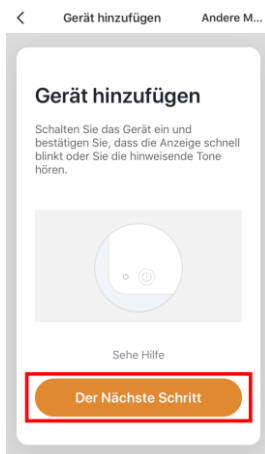 Gerät hinzufügen Andere M...
Gerät hinzufügen
Schalten Sie das Gerät ein und
bestätigen Sie, dass die Anzeige schnell
blinkt oder Sie die hinweisende Tone
hören.
Sehe Hilfe
Der Nächste Schritt